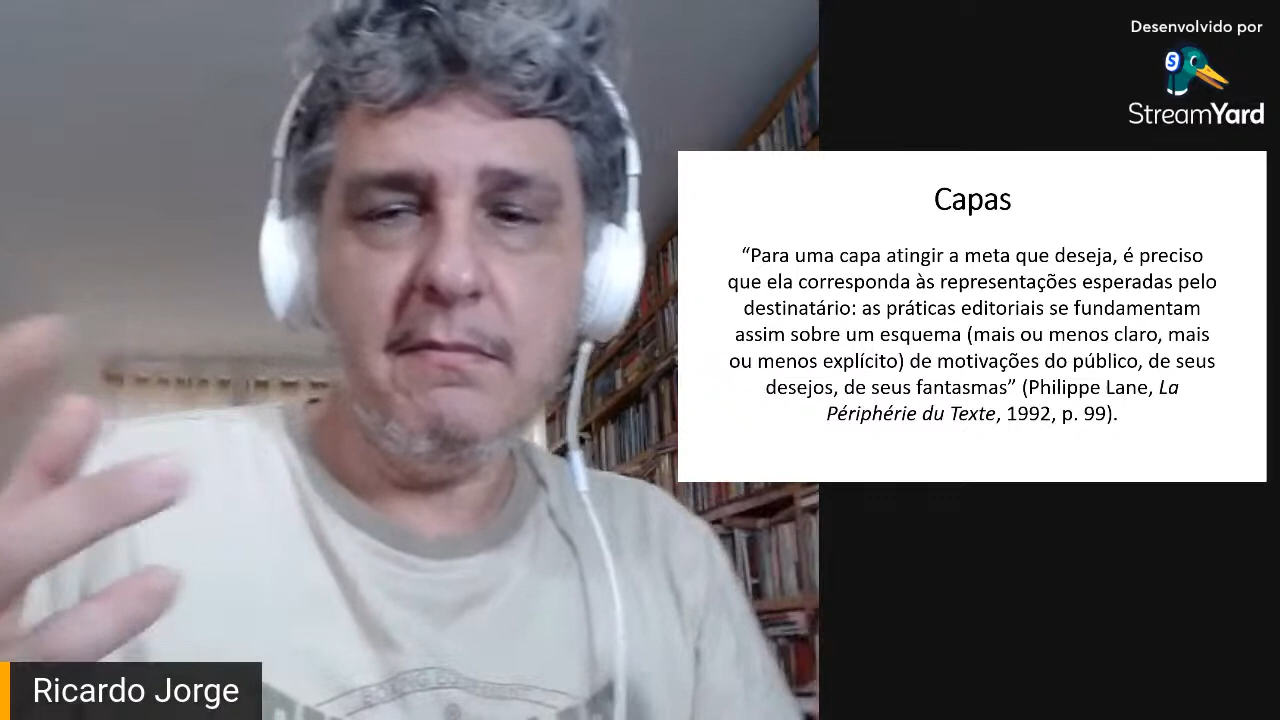 Desenvolvido por
S
StreamYard
Capas
“Para uma capa atingir a meta que deseja, é preciso
que ela corresponda às representações esperadas pelo
destinatário: as práticas editoriais se fundamentam
assim sobre um esquema (mais ou menos claro, mais
ou menos explícito) de motivações do público, de seus
desejos, de seus fantasmas” (Philippe Lane, La
Périphérie du Texte, 1992, p. 99).
Ricardo Jorge